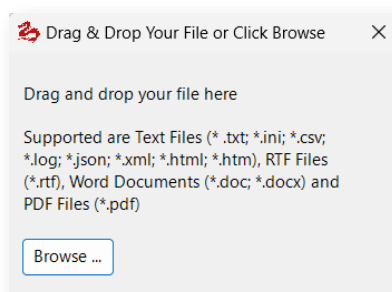 Drag & Drop Your File or Click Browse
Drag and drop your file here
Supported are Text Files (* .txt; *.ini; *.csv;
*.log; *.json; *.xml; *.html; *.htm), RTF Files
(*.rtf), Word Documents (*.doc; *.docx) and
PDF Files (*.pdf)
Browse ...